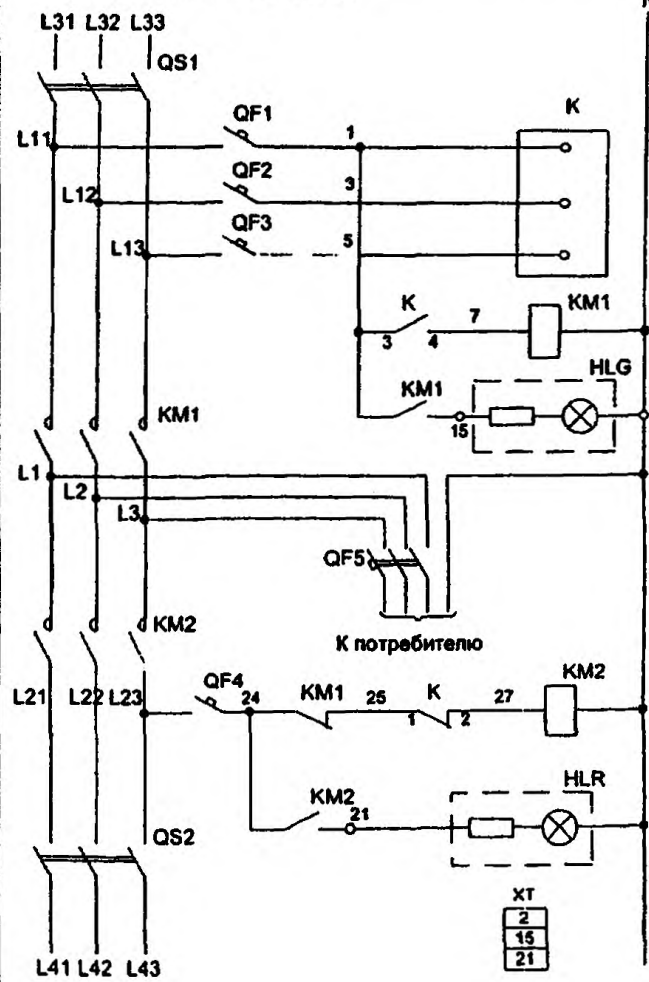 L31 L32 L33
QS1
QF1
1
K
L11
QF2
3
L12
QF3
5
L13
K
7
KM1
3
4
KM1
HLG
15
KM1
L1
L2
L3
QF5
К потребителю
KM2
L21 L22 L23
QF4
24
KM1
25
K
27
KM2
1
2
KM2
21
HLR
QS2
XT
2
15
21
L41 L42 L43